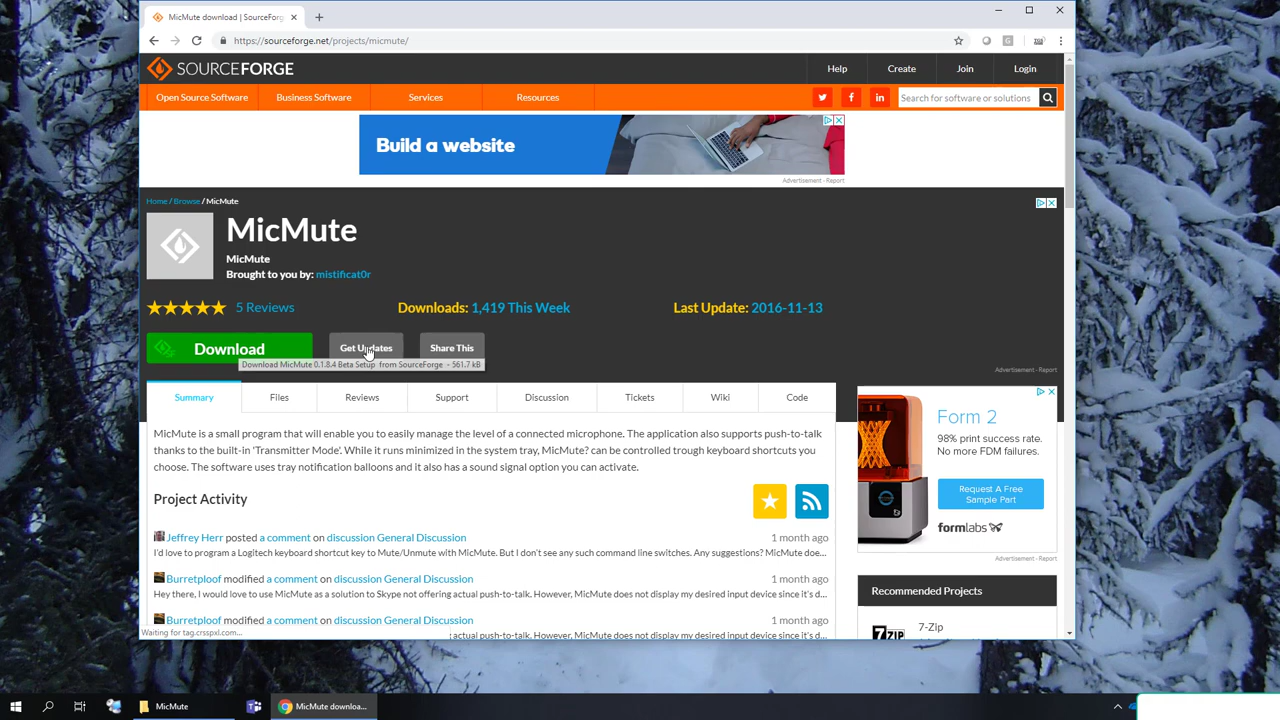 MicMute download | SourceForg
https://sourceforge.net/projects/micmute/
SOURCEFORGE
Help
Create
Join
Login
Open Source Software
Business Software
Services
Resources
Search for software or solutions
Build a website
Advertisement - Report
Home / Browse / MicMute
MicMute
MicMute
Brought to you by: mistificat0r
5 Reviews
Downloads: 1,419 This Week
Last Update: 2016-11-13
Download
Get Updates
Share This
Download MicMute 0.1.8.4 Beta Setup from SourceForge - 561.7 kB
Advertisement - Report
Summary
Files
Reviews
Support
Discussion
Tickets
Wiki
Code
MicMute is a small program that will enable you to easily manage the level of a connected microphone. The application also supports push-to-talk
thanks to the built-in 'Transmitter Mode'. While it runs minimized in the system tray, MicMute? can be controlled trough keyboard shortcuts you
choose. The software uses tray notification balloons and it also has a sound signal option you can activate.
Project Activity
Jeffrey Herr posted a comment on discussion General Discussion
1 month ago
I'd love to program a Logitech keyboard shortcut key to Mute/Unmute with MicMute. But I don't see any such command line switches. Any suggestions? MicMute doe...
Burretploof modified a comment on discussion General Discussion
1 month ago
Hey there, I would love to use MicMute as a solution to Skype not offering actual push-to-talk. However, MicMute does not display my desired input device since it's d...
Burretploof modified a comment on discussion General Discussion
1 month ago
actual push-to-talk. However, MicMute does not display my desired input device since it's d...
Form 2
98% print success rate.
No more FDM failures.
Request A Free
Sample Part
formlabs
Advertisement - Report
Recommended Projects
7-Zip
7-Zip
Waiting for tag.crsspxl.com...
MicMute
MicMute downloa...